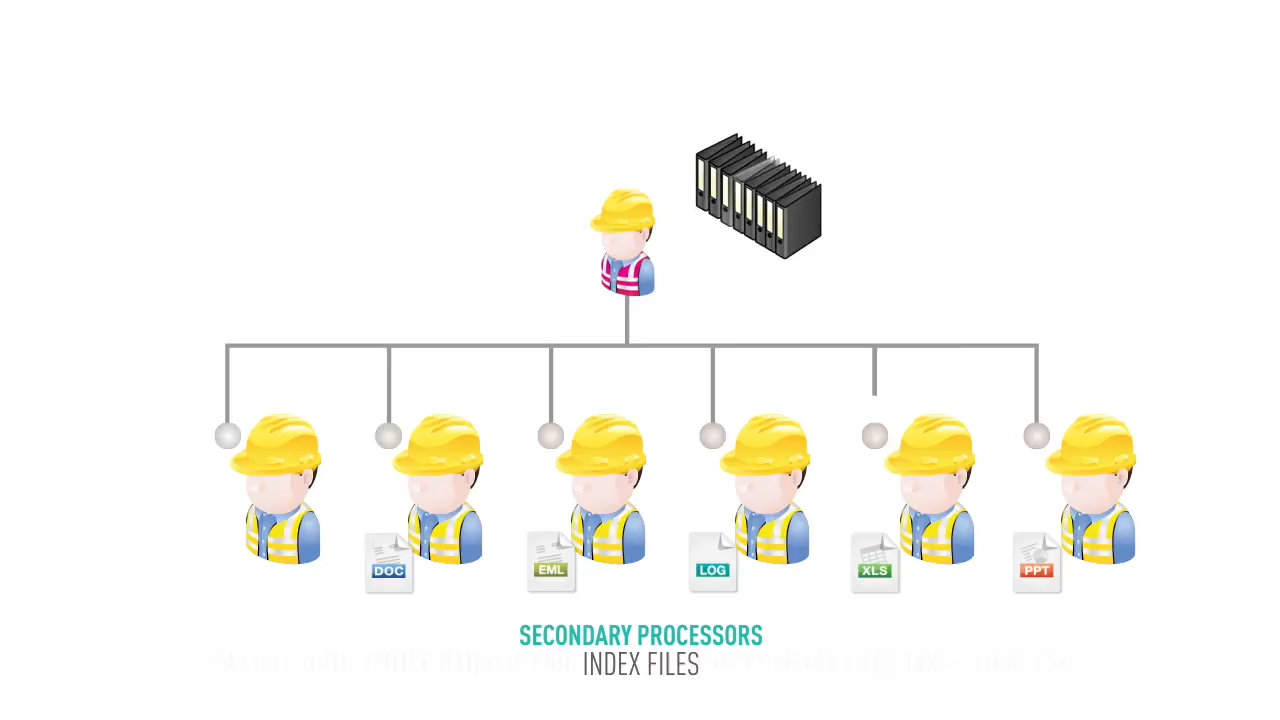 DOC
EML
LOG
XLS
PPT
SECONDARY PROCESSORS
INDEX FILES